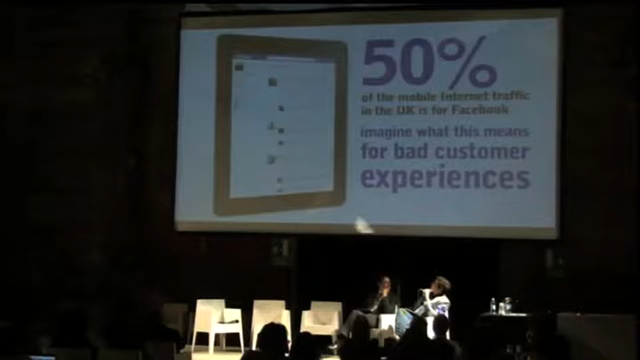 50%
of the mobile Internet traffic
in the UK is for Facebook
imagine what this means
for bad customer
experiences